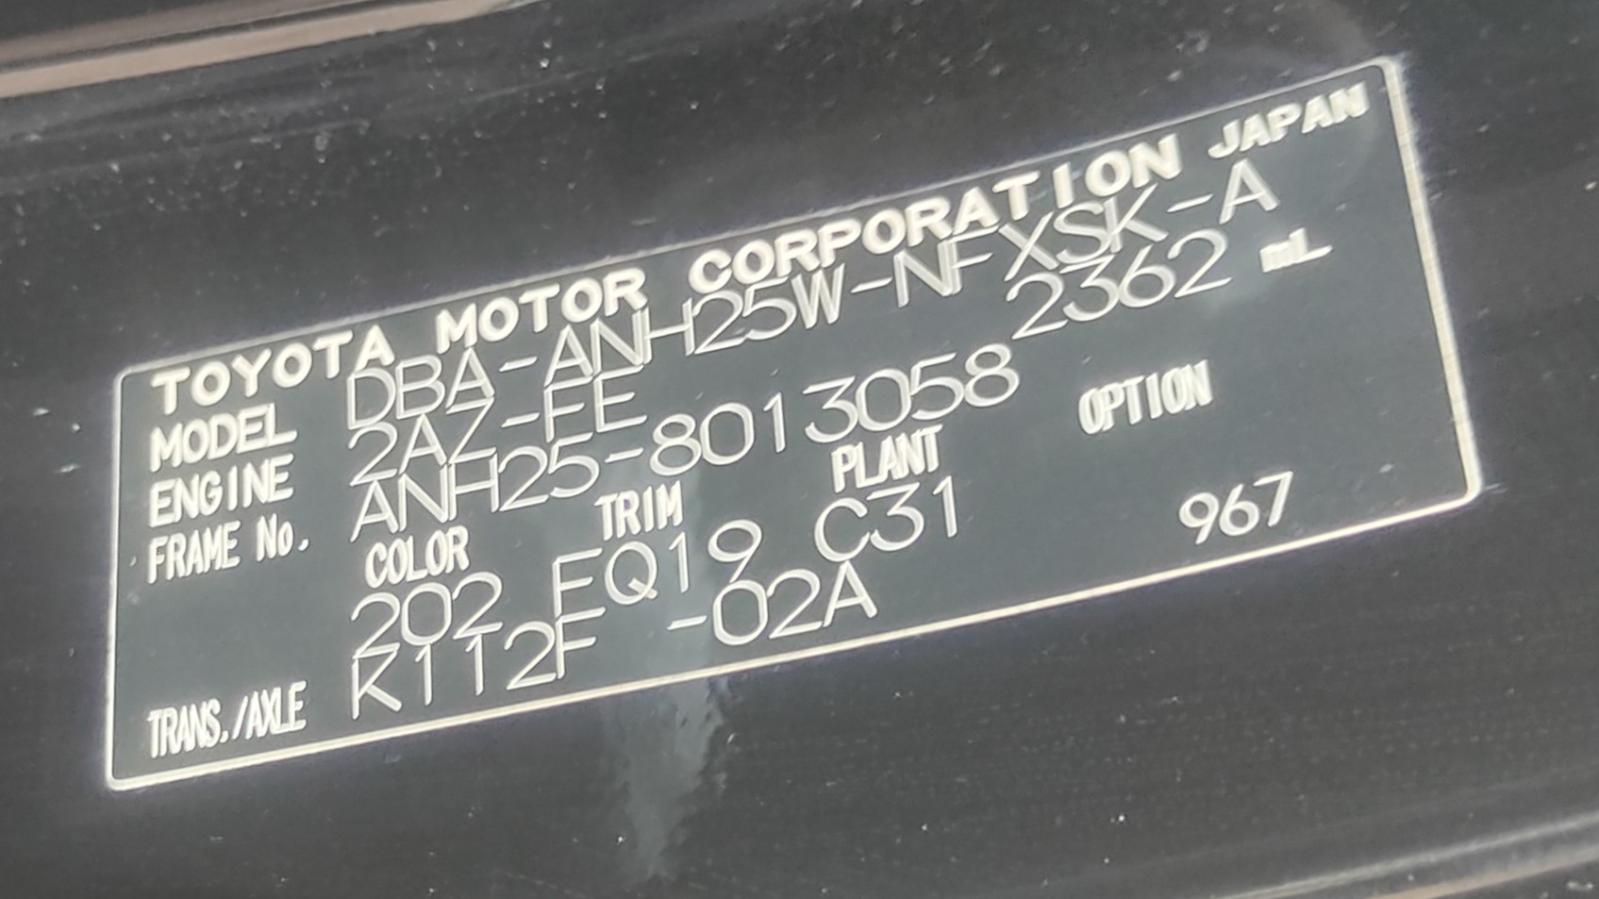 TOYOTA MOTOR CORPORATION JAPAN
MODEL DBA-ANH25W-NFXSK-A
ENGINE 2AZ-FE 2362 mL
FRAME No. ANH25-8013058
COLOR TRIM PLANT OPTION
202 FQ19 C31 967
TRANS./AXLE K112F -02A